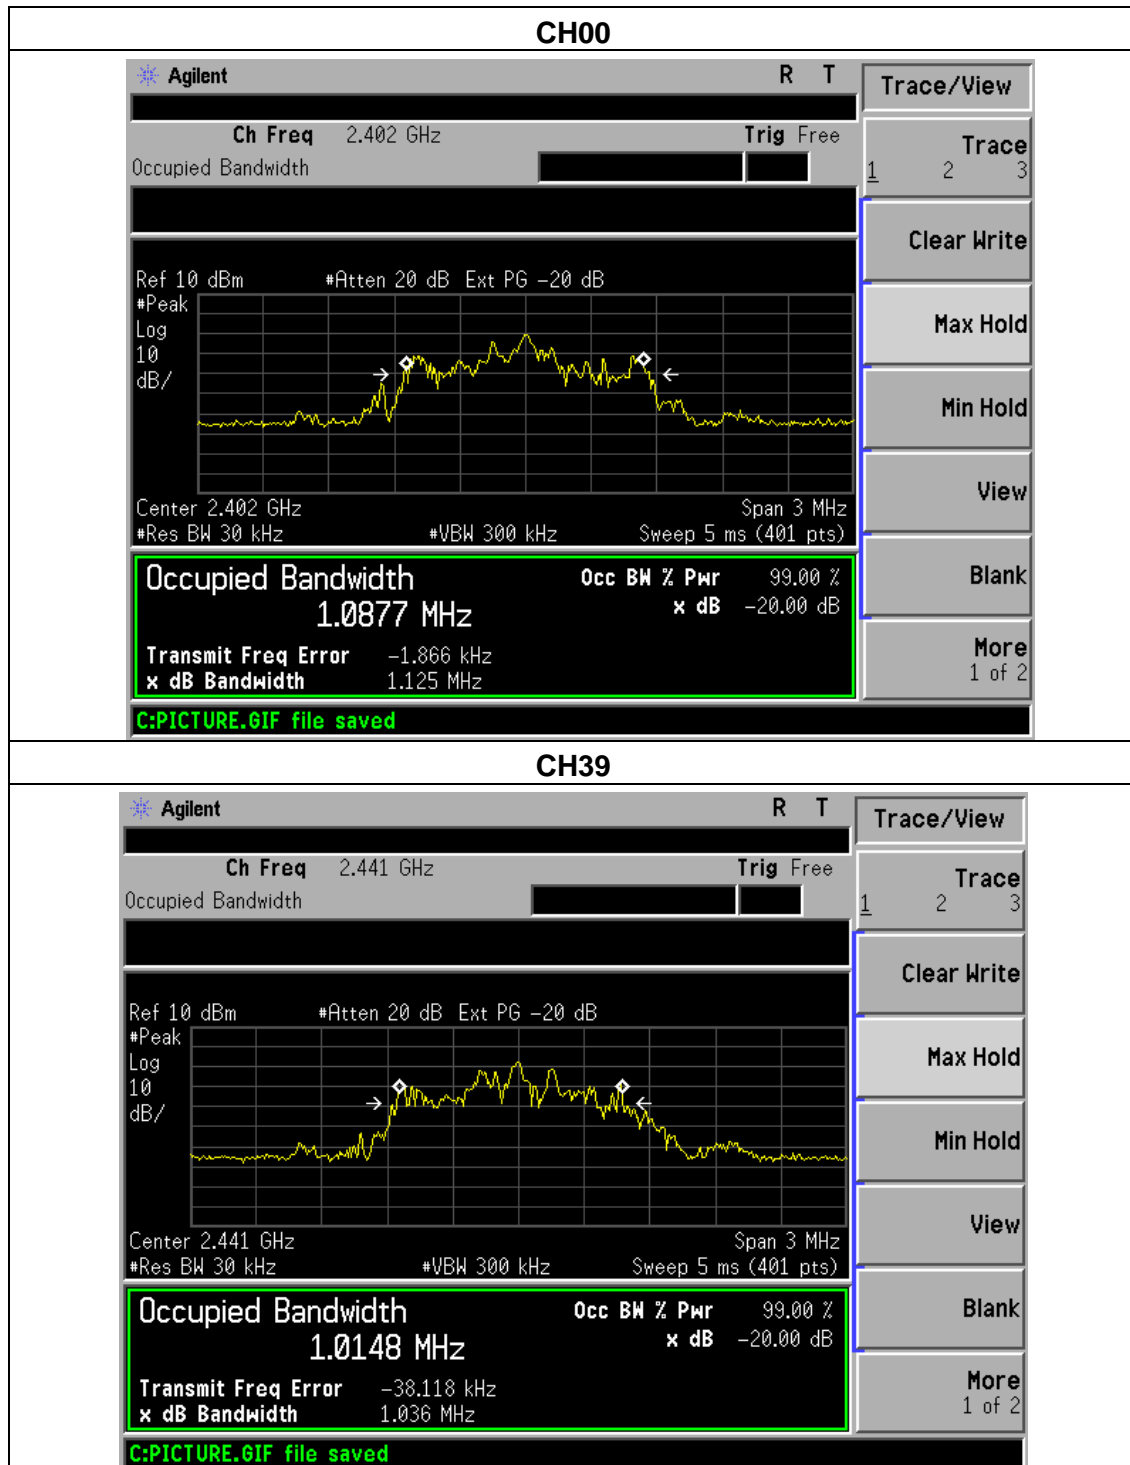 CH00
Agilent R T
Trace/View
Ch Freq 2.402 GHz Trig Free
Occupied Bandwidth
Trace
1 2 3
Clear Write
Ref 10 dBm #Atten 20 dB Ext PG −20 dB
#Peak
Log
10
dB/
Max Hold
Min Hold
View
Center 2.402 GHz Span 3 MHz
#Res BW 30 kHz #VBW 300 kHz Sweep 5 ms (401 pts)
Occupied Bandwidth Occ BW % Pwr 99.00 %
1.0877 MHz x dB −20.00 dB
Blank
Transmit Freq Error −1.866 kHz
x dB Bandwidth 1.125 MHz
More
1 of 2
C:PICTURE.GIF file saved
CH39
Agilent R T
Trace/View
Ch Freq 2.441 GHz Trig Free
Occupied Bandwidth
Trace
1 2 3
Clear Write
Ref 10 dBm #Atten 20 dB Ext PG −20 dB
#Peak
Log
10
dB/
Max Hold
Min Hold
View
Center 2.441 GHz Span 3 MHz
#Res BW 30 kHz #VBW 300 kHz Sweep 5 ms (401 pts)
Occupied Bandwidth Occ BW % Pwr 99.00 %
1.0148 MHz x dB −20.00 dB
Blank
Transmit Freq Error −38.118 kHz
x dB Bandwidth 1.036 MHz
More
1 of 2
C:PICTURE.GIF file saved